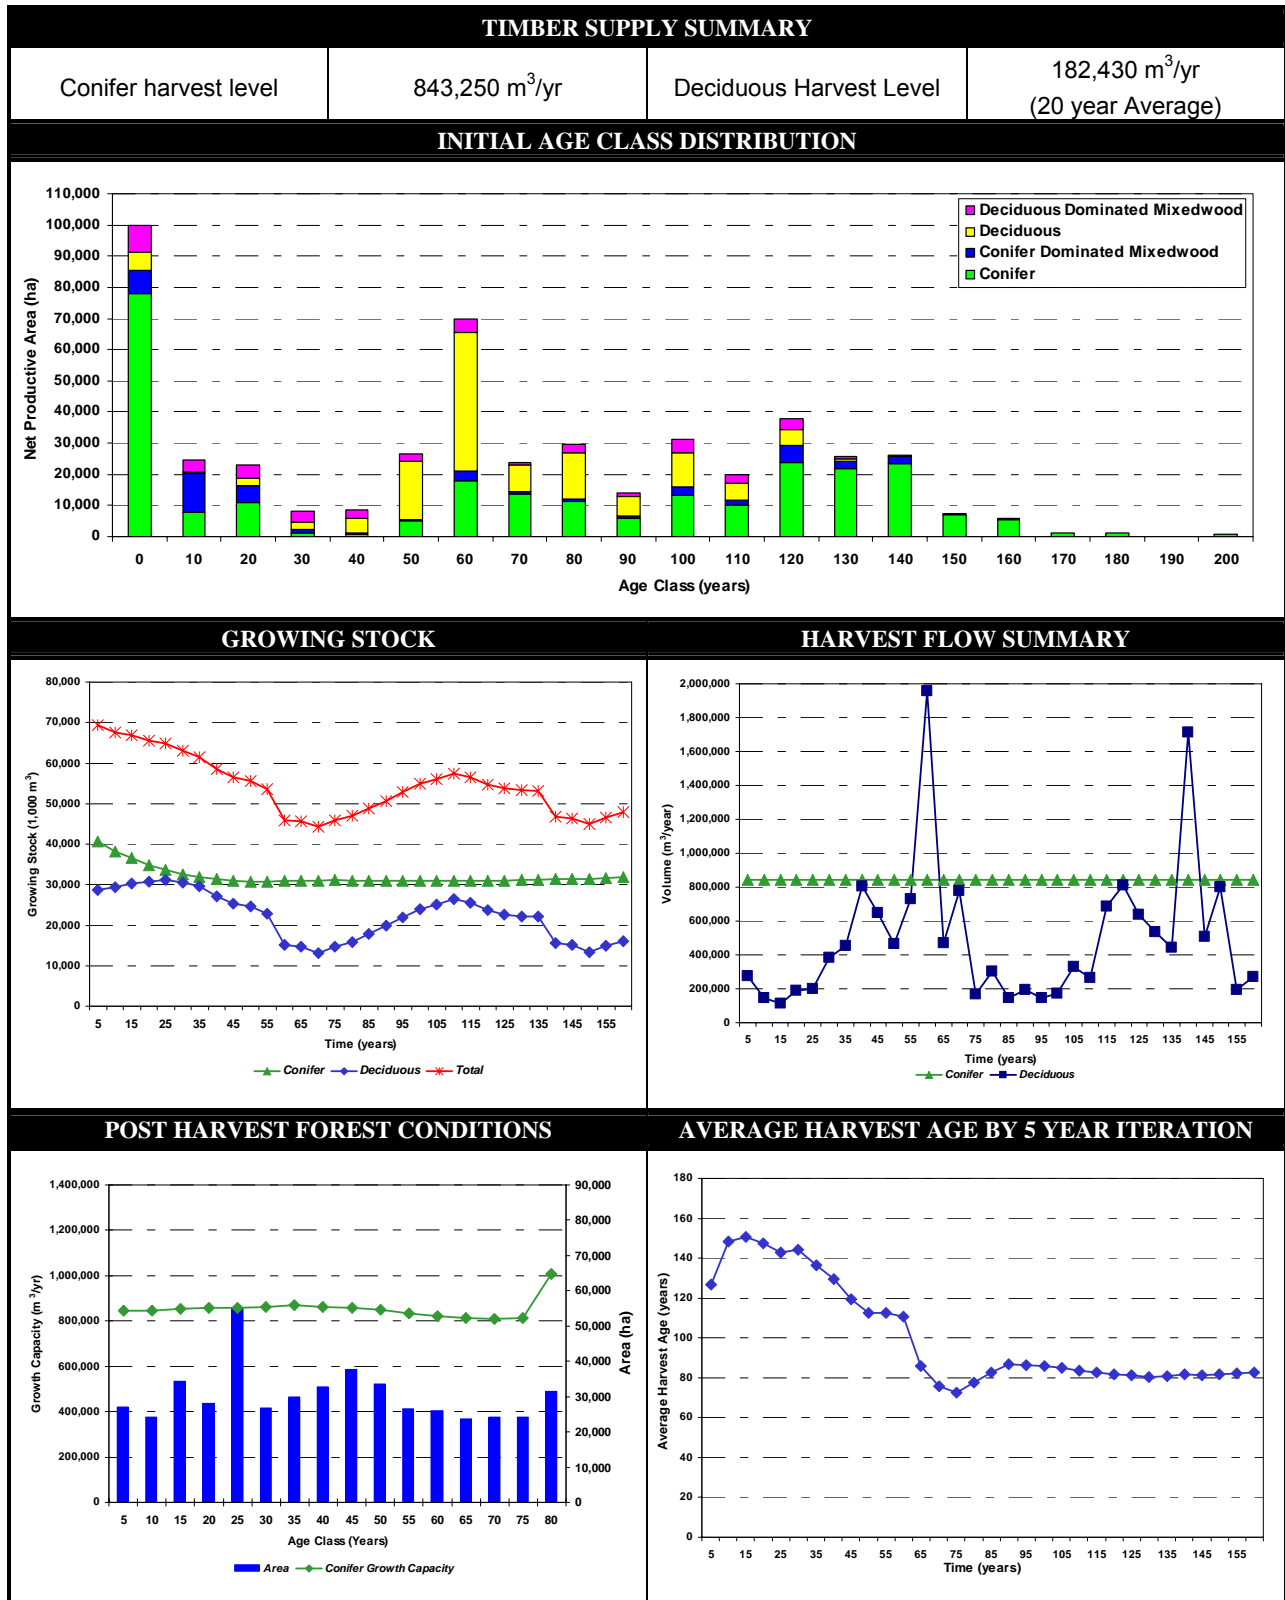 TIMBER SUPPLY SUMMARY
Conifer harvest level
843,250 m³/yr
Deciduous Harvest Level
182,430 m³/yr
(20 year Average)
INITIAL AGE CLASS DISTRIBUTION
110,000
100,000
90,000
80,000
70,000
60,000
50,000
40,000
30,000
20,000
10,000
0
Net Productive Area (ha)
Deciduous Dominated Mixedwood
Deciduous
Conifer Dominated Mixedwood
Conifer
0 10 20 30 40 50 60 70 80 90 100 110 120 130 140 150 160 170 180 190 200
Age Class (years)
GROWING STOCK
80,000
70,000
60,000
50,000
40,000
30,000
20,000
10,000
0
Growing Stock (1,000 m³)
5 15 25 35 45 55 65 75 85 95 105 115 125 135 145 155
Time (years)
Conifer Deciduous Total
HARVEST FLOW SUMMARY
2,000,000
1,800,000
1,600,000
1,400,000
1,200,000
1,000,000
800,000
600,000
400,000
200,000
0
Volume (m³/year)
5 15 25 35 45 55 65 75 85 95 105 115 125 135 145 155
Time (years)
Conifer Deciduous
POST HARVEST FOREST CONDITIONS
1,400,000
1,200,000
1,000,000
800,000
600,000
400,000
200,000
0
Growth Capacity (m³/yr)
90,000
80,000
70,000
60,000
50,000
40,000
30,000
20,000
10,000
0
Area (ha)
5 10 15 20 25 30 35 40 45 50 55 60 65 70 75 80
Age Class (Years)
Area Conifer Growth Capacity
AVERAGE HARVEST AGE BY 5 YEAR ITERATION
180
160
140
120
100
80
60
40
20
0
Average Harvest Age (years)
5 15 25 35 45 55 65 75 85 95 105 115 125 135 145 155
Time (years)